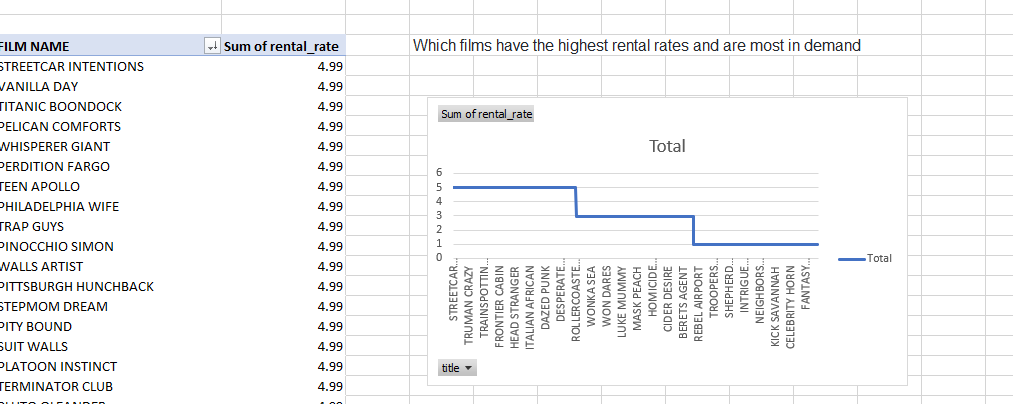 FILM NAME Sum of rental_rate
STREETCAR INTENTIONS 4.99
VANILLA DAY 4.99
TITANIC BOONDOCK 4.99
PELICAN COMFORTS 4.99
WHISPERER GIANT 4.99
PERDITION FARGO 4.99
TEEN APOLLO 4.99
PHILADELPHIA WIFE 4.99
TRAP GUYS 4.99
PINOCCHIO SIMON 4.99
WALLS ARTIST 4.99
PITTSBURGH HUNCHBACK 4.99
STEPMOM DREAM 4.99
PITY BOUND 4.99
SUIT WALLS 4.99
PLATOON INSTINCT 4.99
TERMINATOR CLUB 4.99
Which films have the highest rental rates and are most in demand
Sum of rental_rate
Total
6
5
4
3
2
1
0
STREETCAR...
TRUMAN CRAZY
TRAINSPOTTIN...
FRONTIER CABIN
HEAD STRANGER
ITALIAN AFRICAN
DAZED PUNK
DESPERATE...
ROLLERCOASTE...
WONKA SEA
WON DARES
LUKE MUMMY
MASK PEACH
HOMICIDE...
CIDER DESIRE
BERETS AGENT
REBEL AIRPORT
TROOPERS...
SHEPHERD...
INTRIGUE...
NEIGHBORS...
KICK SAVANNAH
CELEBRITY HORN
FANTASY...
Total
title